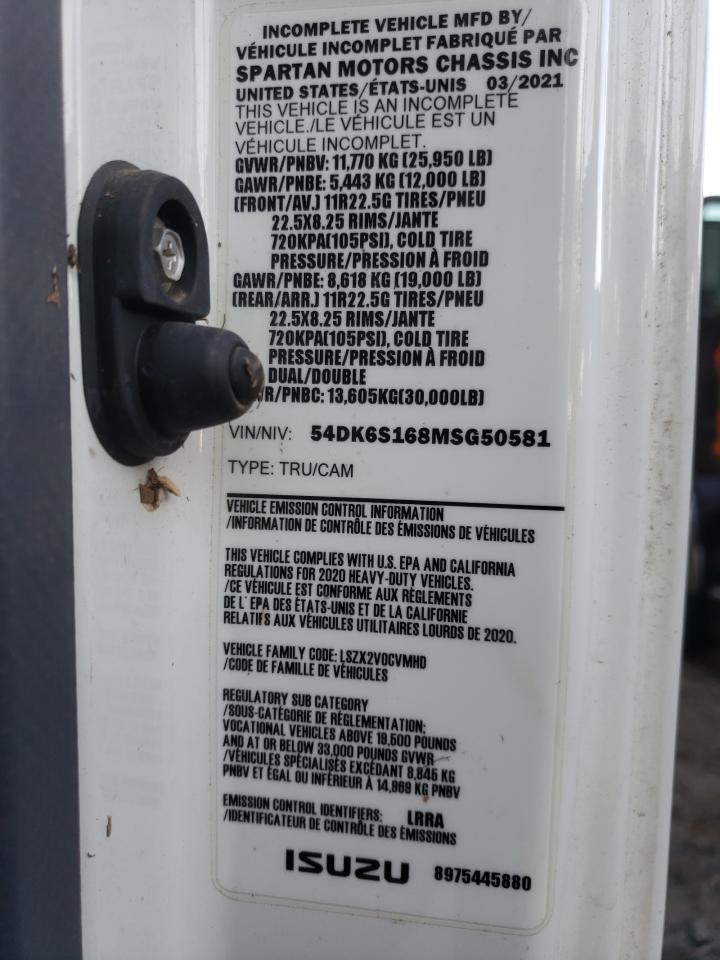 INCOMPLETE VEHICLE MFD BY/
VÉHICULE INCOMPLET FABRIQUÉ PAR
SPARTAN MOTORS CHASSIS INC
UNITED STATES/ÉTATS-UNIS 03/2021
THIS VEHICLE IS AN INCOMPLETE
VEHICLE./LE VÉHICULE EST UN
VÉHICULE INCOMPLET.
GVWR/PNBV: 11,770 KG (25,950 LB)
GAWR/PNBE: 5,443 KG (12,000 LB)
(FRONT/AV.) 11R22.5G TIRES/PNEU
22.5X8.25 RIMS/JANTE
720KPA(105PSI), COLD TIRE
PRESSURE/PRESSION À FROID
GAWR/PNBE: 8,618 KG (19,000 LB)
(REAR/ARR.) 11R22.5G TIRES/PNEU
22.5X8.25 RIMS/JANTE
720KPA(105PSI), COLD TIRE
PRESSURE/PRESSION À FROID
DUAL/DOUBLE
R/PNBC: 13,605KG(30,000LB)
VIN/NIV: 54DK6S168MSG50581
TYPE: TRU/CAM
VEHICLE EMISSION CONTROL INFORMATION
/INFORMATION DE CONTRÔLE DES ÉMISSIONS DE VÉHICULES
THIS VEHICLE COMPLIES WITH U.S. EPA AND CALIFORNIA
REGULATIONS FOR 2020 HEAVY-DUTY VEHICLES.
/CE VÉHICULE EST CONFORME AUX RÈGLEMENTS
DE L'EPA DES ÉTATS-UNIS ET DE LA CALIFORNIE
RELATIFS AUX VÉHICULES UTILITAIRES LOURDS DE 2020.
VEHICLE FAMILY CODE: LSZX2VOCVMHD
/CODE DE FAMILLE DE VÉHICULES
REGULATORY SUB CATEGORY
/SOUS-CATÉGORIE DE RÉGLEMENTATION:
VOCATIONAL VEHICLES ABOVE 19,500 POUNDS
AND AT OR BELOW 33,000 POUNDS GVWR
/VÉHICULES SPÉCIALISÉS EXCÉDANT 8,845 KG
PNBV ET ÉGAL OU INFÉRIEUR À 14,969 KG PNBV
EMISSION CONTROL IDENTIFIERS: LRRA
/IDENTIFICATEUR DE CONTRÔLE DES ÉMISSIONS
ISUZU 8975445880